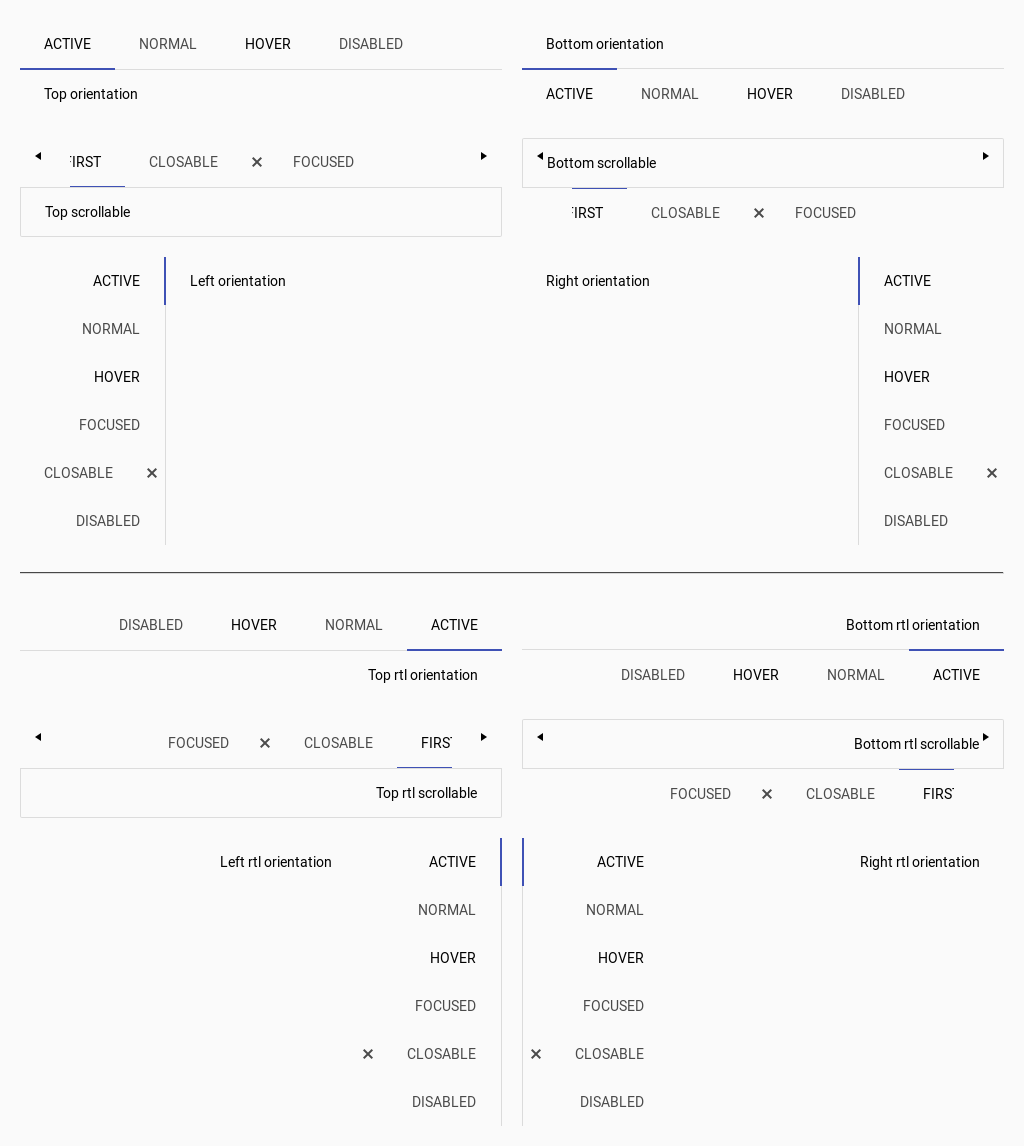 ACTIVE NORMAL HOVER DISABLED
Top orientation
Bottom orientation
ACTIVE NORMAL HOVER DISABLED
FIRST CLOSABLE FOCUSED
Top scrollable
Bottom scrollable
FIRST CLOSABLE FOCUSED
ACTIVE
NORMAL
HOVER
FOCUSED
CLOSABLE
DISABLED
Left orientation
Right orientation
ACTIVE
NORMAL
HOVER
FOCUSED
CLOSABLE
DISABLED
DISABLED HOVER NORMAL ACTIVE
Top rtl orientation
Bottom rtl orientation
DISABLED HOVER NORMAL ACTIVE
FOCUSED CLOSABLE FIRST
Top rtl scrollable
Bottom rtl scrollable
FOCUSED CLOSABLE FIRST
Left rtl orientation
ACTIVE
NORMAL
HOVER
FOCUSED
CLOSABLE
DISABLED
ACTIVE
NORMAL
HOVER
FOCUSED
CLOSABLE
DISABLED
Right rtl orientation